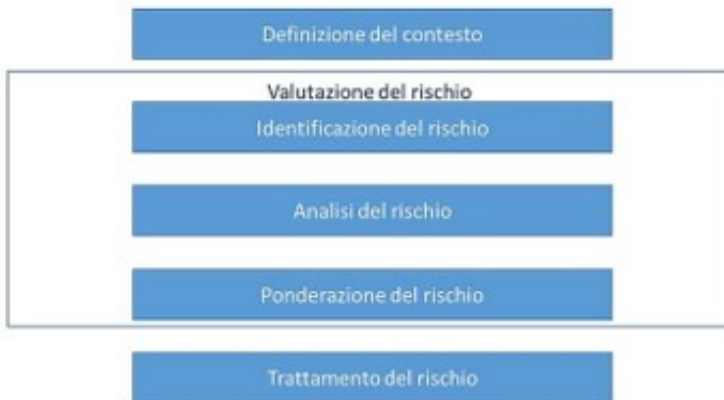 Definizione del contesto
Valutazione del rischio
Identificazione del rischio
Analisi del rischio
Ponderazione del rischio
Trattamento del rischio